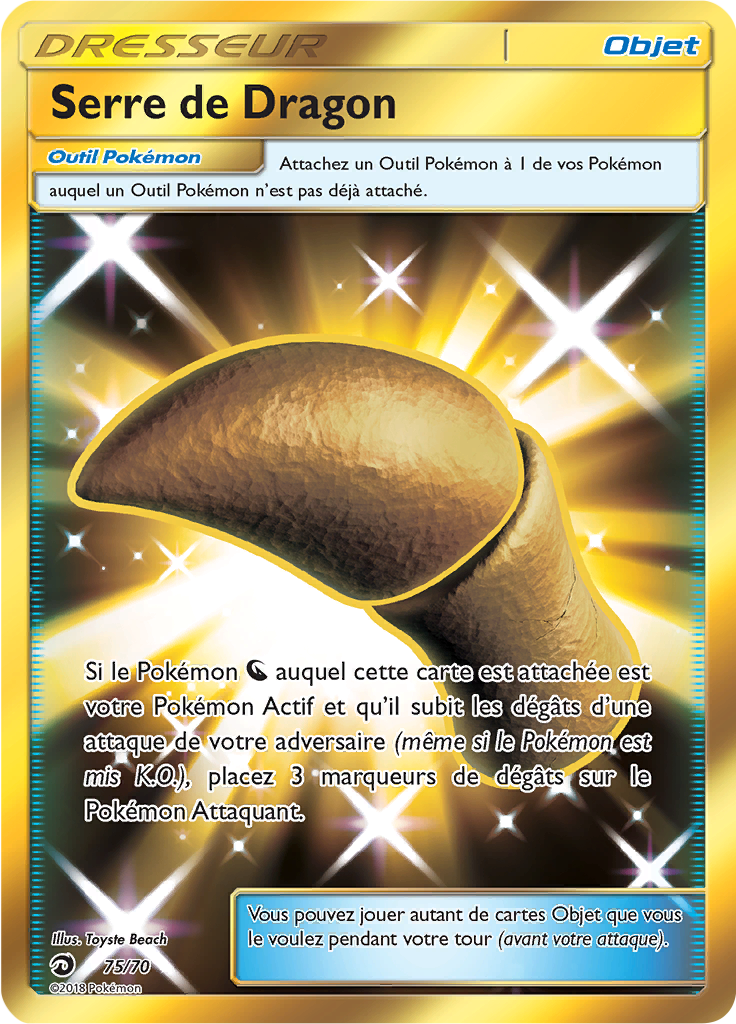 DRESSEUR
Objet
Serre de Dragon
Outil Pokémon
Attachez un Outil Pokémon à 1 de vos Pokémon
auquel un Outil Pokémon n'est pas déjà attaché.
Si le Pokémon auquel cette carte est attachée est
votre Pokémon Actif et qu'il subit les dégâts d'une
attaque de votre adversaire (même si le Pokémon est
mis K.O.), placez 3 marqueurs de dégâts sur le
Pokémon Attaquant.
Vous pouvez jouer autant de cartes Objet que vous
le voulez pendant votre tour (avant votre attaque).
Illus. Toyste Beach
75/70
©2018 Pokémon